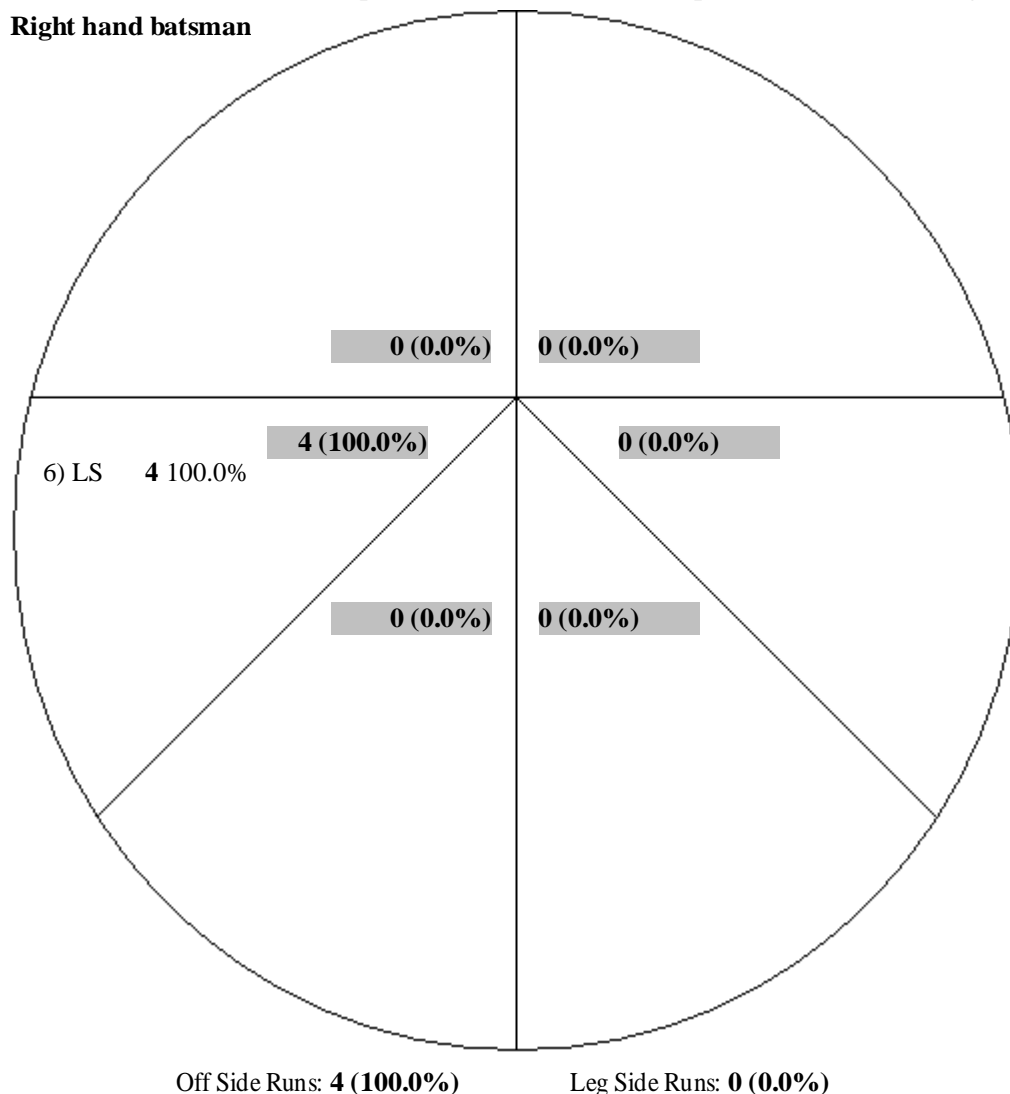 Right hand batsman
0 (0.0%) 0 (0.0%)
4 (100.0%) 0 (0.0%)
6) LS 4 100.0%
0 (0.0%) 0 (0.0%)
Off Side Runs: 4 (100.0%) Leg Side Runs: 0 (0.0%)